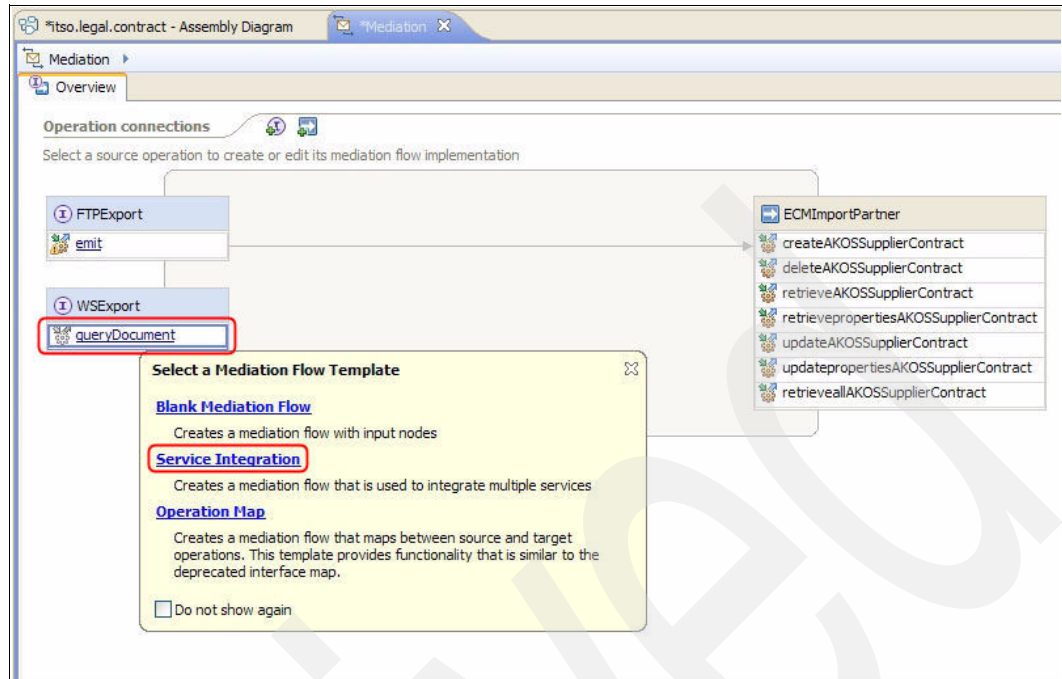 *itso.legal.contract - Assembly Diagram
*Mediation
Mediation
Overview
Operation connections
Select a source operation to create or edit its mediation flow implementation
FTPExport
emit
WSExport
queryDocument
ECMImportPartner
createAKOSSupplierContract
deleteAKOSSupplierContract
retrieveAKOSSupplierContract
retrievepropertiesAKOSSupplierContract
updateAKOSSupplierContract
updatepropertiesAKOSSupplierContract
retrieveallAKOSSupplierContract
Select a Mediation Flow Template
Blank Mediation Flow
Creates a mediation flow with input nodes
Service Integration
Creates a mediation flow that is used to integrate multiple services
Operation Map
Creates a mediation flow that maps between source and target
operations. This template provides functionality that is similar to the
deprecated interface map.
Do not show again